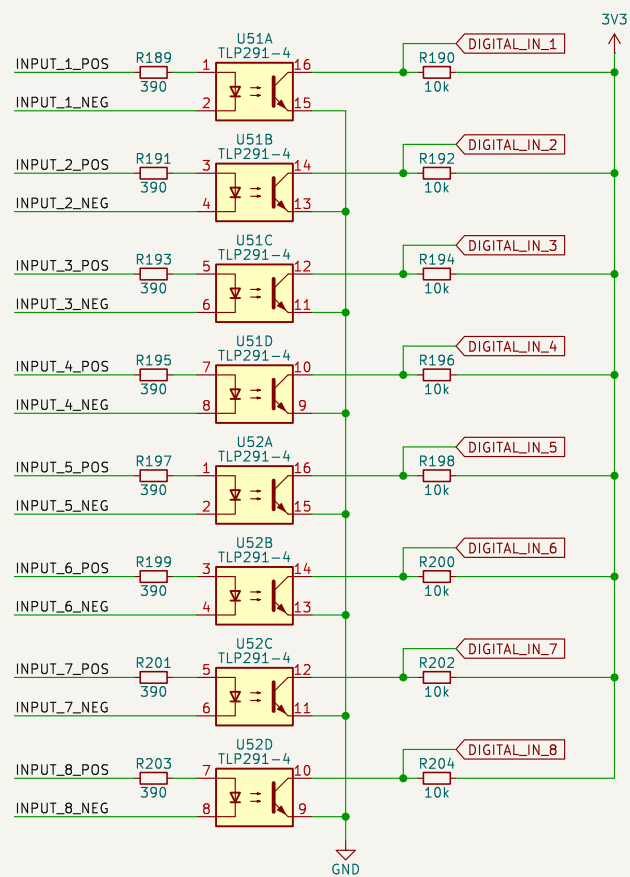 3V3
U51A
DIGITAL_IN_1
INPUT_1_POS R189 1 TLP291-4 16 R190
390 10k
INPUT_1_NEG 2 15
U51B
DIGITAL_IN_2
INPUT_2_POS R191 3 TLP291-4 14 R192
390 10k
INPUT_2_NEG 4 13
U51C
DIGITAL_IN_3
INPUT_3_POS R193 5 TLP291-4 12 R194
390 10k
INPUT_3_NEG 6 11
U51D
DIGITAL_IN_4
INPUT_4_POS R195 7 TLP291-4 10 R196
390 10k
INPUT_4_NEG 8 9
U52A
DIGITAL_IN_5
INPUT_5_POS R197 1 TLP291-4 16 R198
390 10k
INPUT_5_NEG 2 15
U52B
DIGITAL_IN_6
INPUT_6_POS R199 3 TLP291-4 14 R200
390 10k
INPUT_6_NEG 4 13
U52C
DIGITAL_IN_7
INPUT_7_POS R201 5 TLP291-4 12 R202
390 10k
INPUT_7_NEG 6 11
U52D
DIGITAL_IN_8
INPUT_8_POS R203 7 TLP291-4 10 R204
390 10k
INPUT_8_NEG 8 9
GND